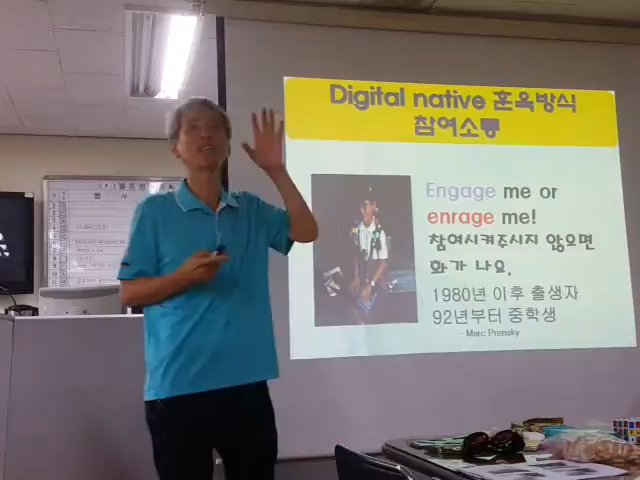 Digital native 훈육방식
참여소통
Engage me or
enrage me!
참여시켜주시지 않으면
화가 나요.
1980년 이후 출생자
92년부터 중학생
- Marc Prensky
행 사